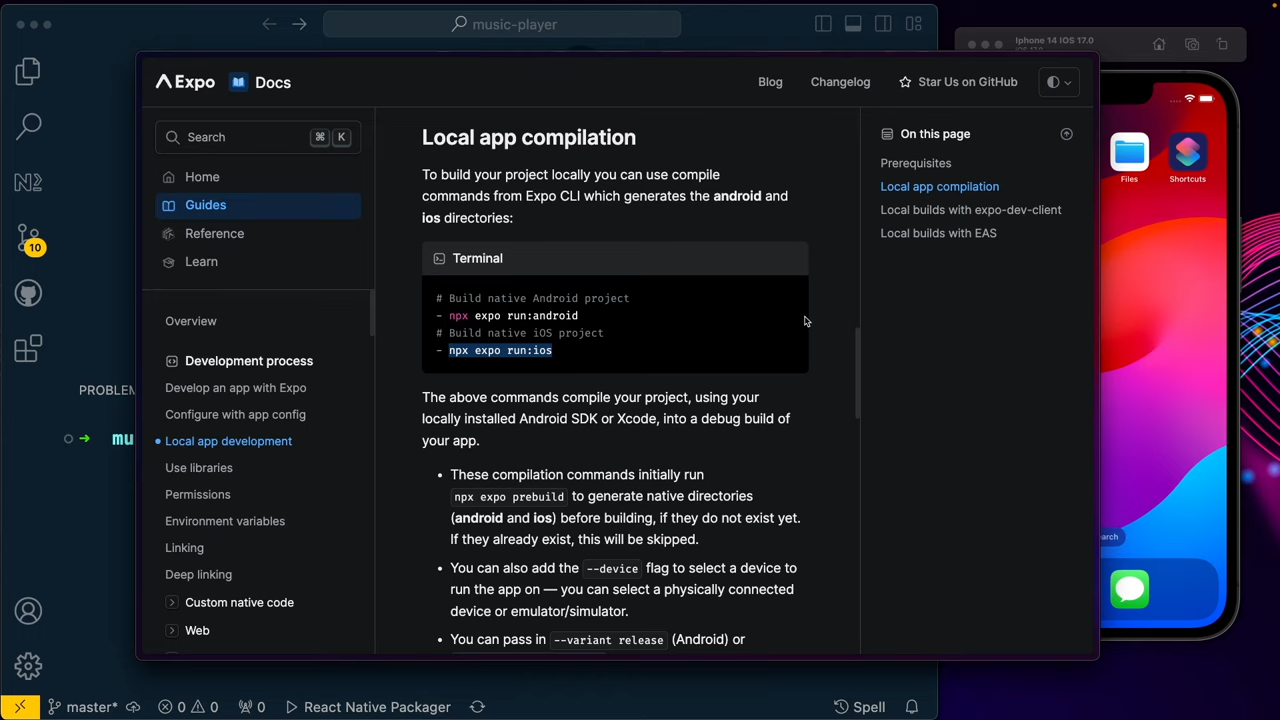 music-player
Iphone 14 iOS 17.0
iOS 17.0
Expo
Docs
Blog
Changelog
Star Us on GitHub
Search
⌘ K
Home
Guides
Reference
Learn
Overview
Development process
Develop an app with Expo
Configure with app config
Local app development
Use libraries
Permissions
Environment variables
Linking
Deep linking
Custom native code
Web
Local app compilation
To build your project locally you can use compile
commands from Expo CLI which generates the android and
ios directories:
Terminal
# Build native Android project
- npx expo run:android
# Build native iOS project
- npx expo run:ios
The above commands compile your project, using your
locally installed Android SDK or Xcode, into a debug build of
your app.
• These compilation commands initially run
npx expo prebuild to generate native directories
(android and ios) before building, if they do not exist yet.
If they already exist, this will be skipped.
• You can also add the --device flag to select a device to
run the app on — you can select a physically connected
device or emulator/simulator.
• You can pass in --variant release (Android) or
On this page
Prerequisites
Local app compilation
Local builds with expo-dev-client
Local builds with EAS
Files
Shortcuts
earch
10
PROBLEM
mu
master*
0
0
0
React Native Packager
Spell